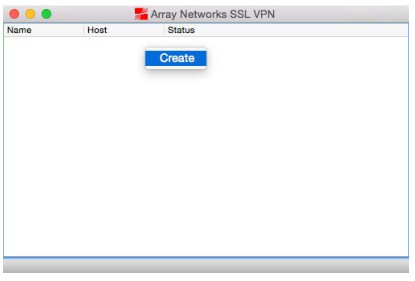 Array Networks SSL VPN
Name Host Status
Create